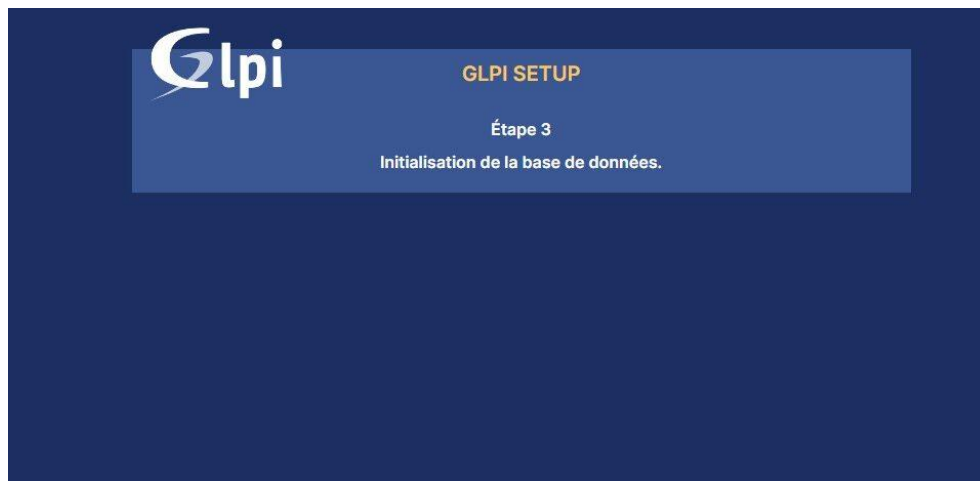 Glpi
GLPI SETUP
Étape 3
Initialisation de la base de données.